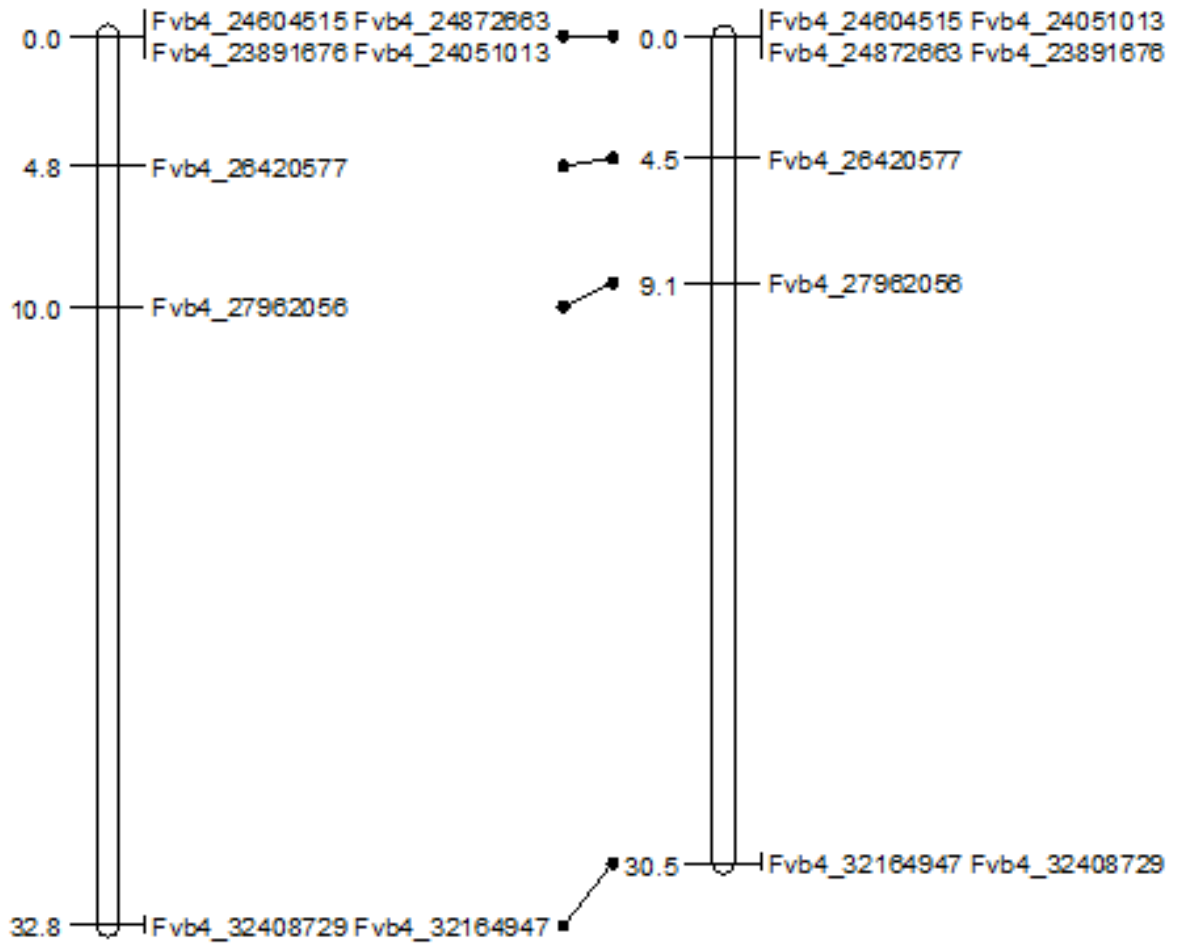 Fvb4_24604515 Fvb4_24872663
0.0
Fvb4_23891676 Fvb4_24051013
4.8 Fvb4_26420577
10.0 Fvb4_27962056
32.8 Fvb4_32408729 Fvb4_32164947
Fvb4_24604515 Fvb4_24051013
0.0
Fvb4_24872663 Fvb4_23891676
4.5 Fvb4_26420577
9.1 Fvb4_27962056
30.5 Fvb4_32164947 Fvb4_32408729